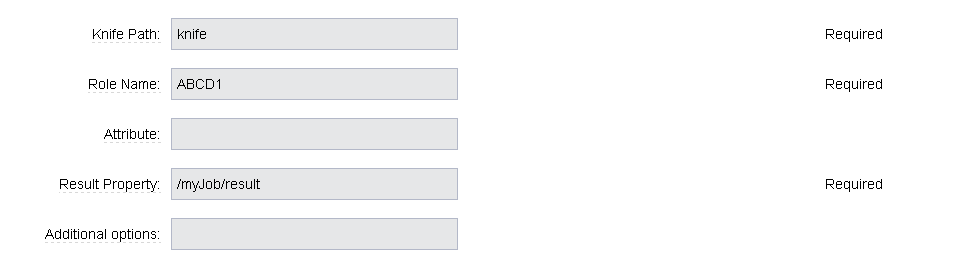 Knife Path: knife Required
Role Name: ABCD1 Required
Attribute:
Result Property: /myJob/result Required
Additional options: